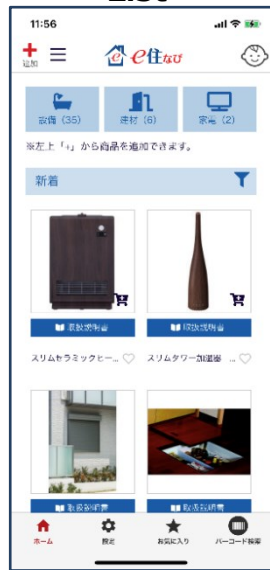 List
11:56
追加
e住なび
設備（35）
建材（6）
家電（2）
※左上「+」から商品を追加できます。
新着
取扱説明書
取扱説明書
スリムセラミックヒー...
スリムタワー加湿器 ...
取扱説明書
取扱説明書
ホーム
設定
お気に入り
バーコード検索